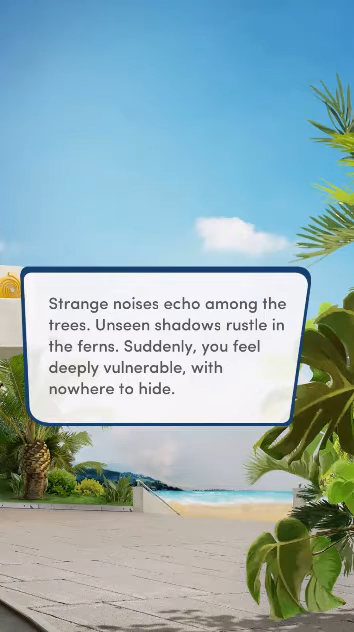 Strange noises echo among the
trees. Unseen shadows rustle in
the ferns. Suddenly, you feel
deeply vulnerable, with
nowhere to hide.